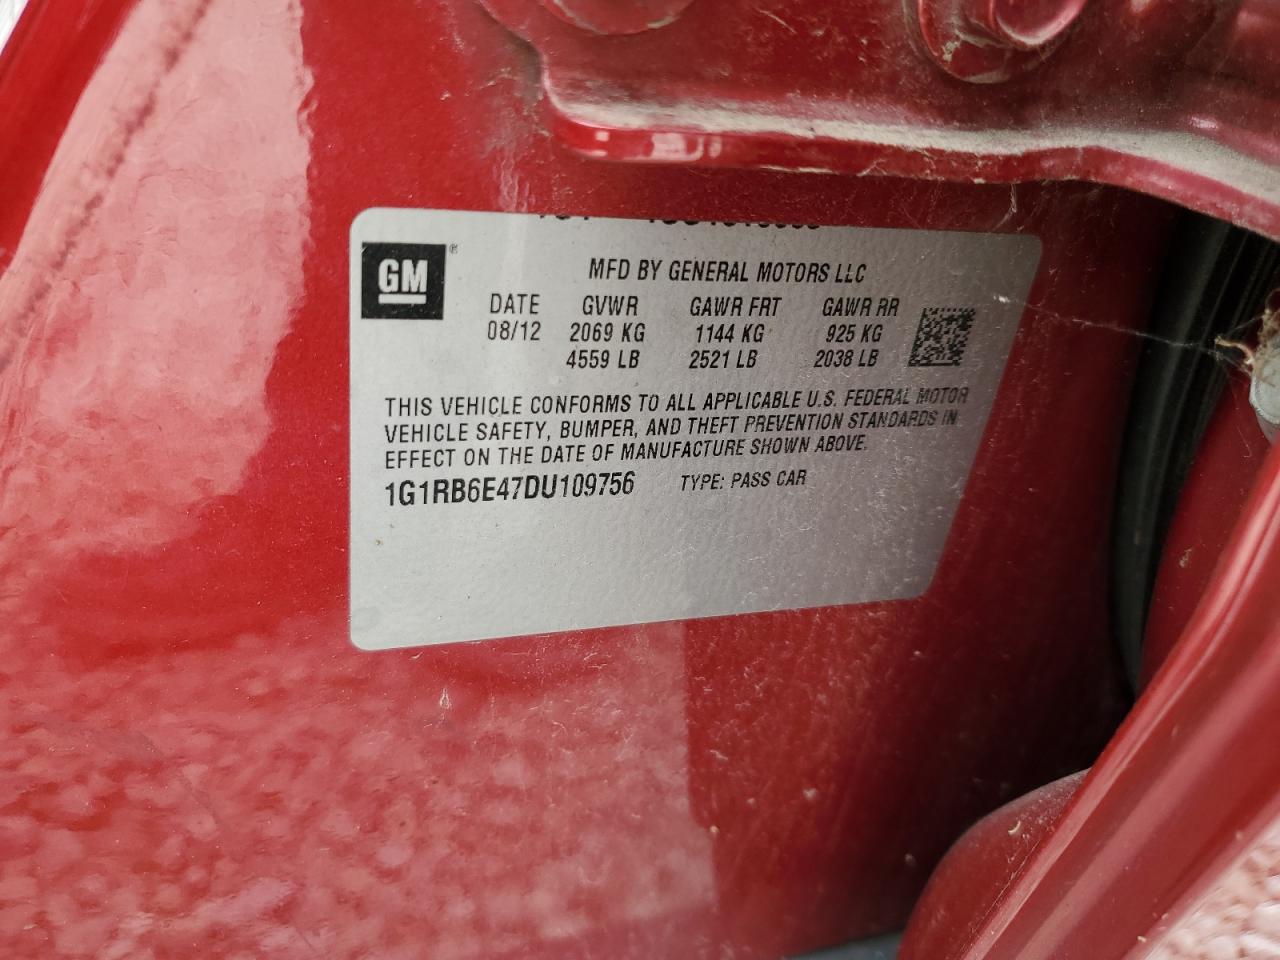 GM
MFD BY GENERAL MOTORS LLC
DATE GVWR GAWR FRT GAWR RR
08/12 2069 KG 1144 KG 925 KG
4559 LB 2521 LB 2038 LB
THIS VEHICLE CONFORMS TO ALL APPLICABLE U.S. FEDERAL MOTOR
VEHICLE SAFETY, BUMPER, AND THEFT PREVENTION STANDARDS IN
EFFECT ON THE DATE OF MANUFACTURE SHOWN ABOVE.
1G1RB6E47DU109756 TYPE: PASS CAR